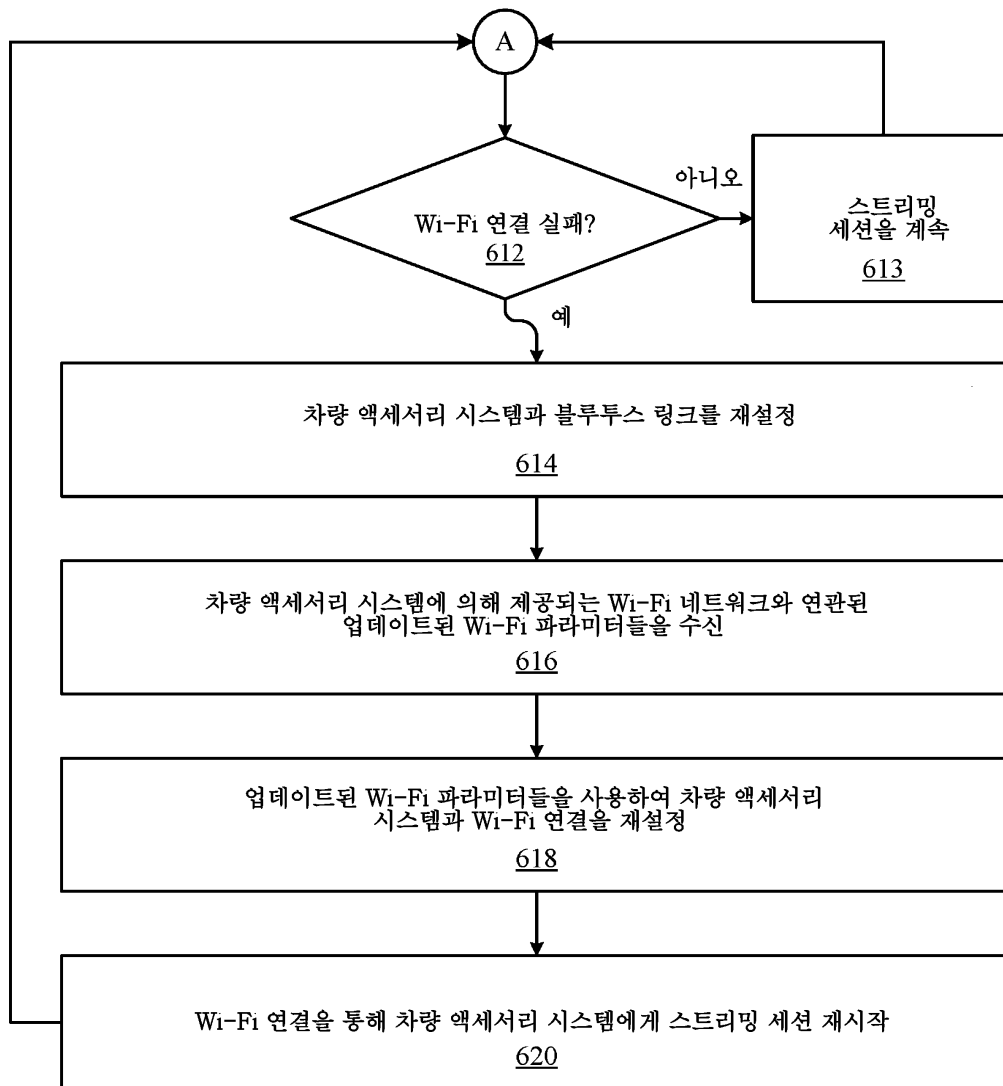 A
아니오
Wi-Fi 연결 실패?
612
스트리밍
세션을 계속
613
예
차량 액세서리 시스템과 블루투스 링크를 재설정
614
차량 액세서리 시스템에 의해 제공되는 Wi-Fi 네트워크와 연관된
업데이트된 Wi-Fi 파라미터들을 수신
616
업데이트된 Wi-Fi 파라미터들을 사용하여 차량 액세서리
시스템과 Wi-Fi 연결을 재설정
618
Wi-Fi 연결을 통해 차량 액세서리 시스템에게 스트리밍 세션 재시작
620